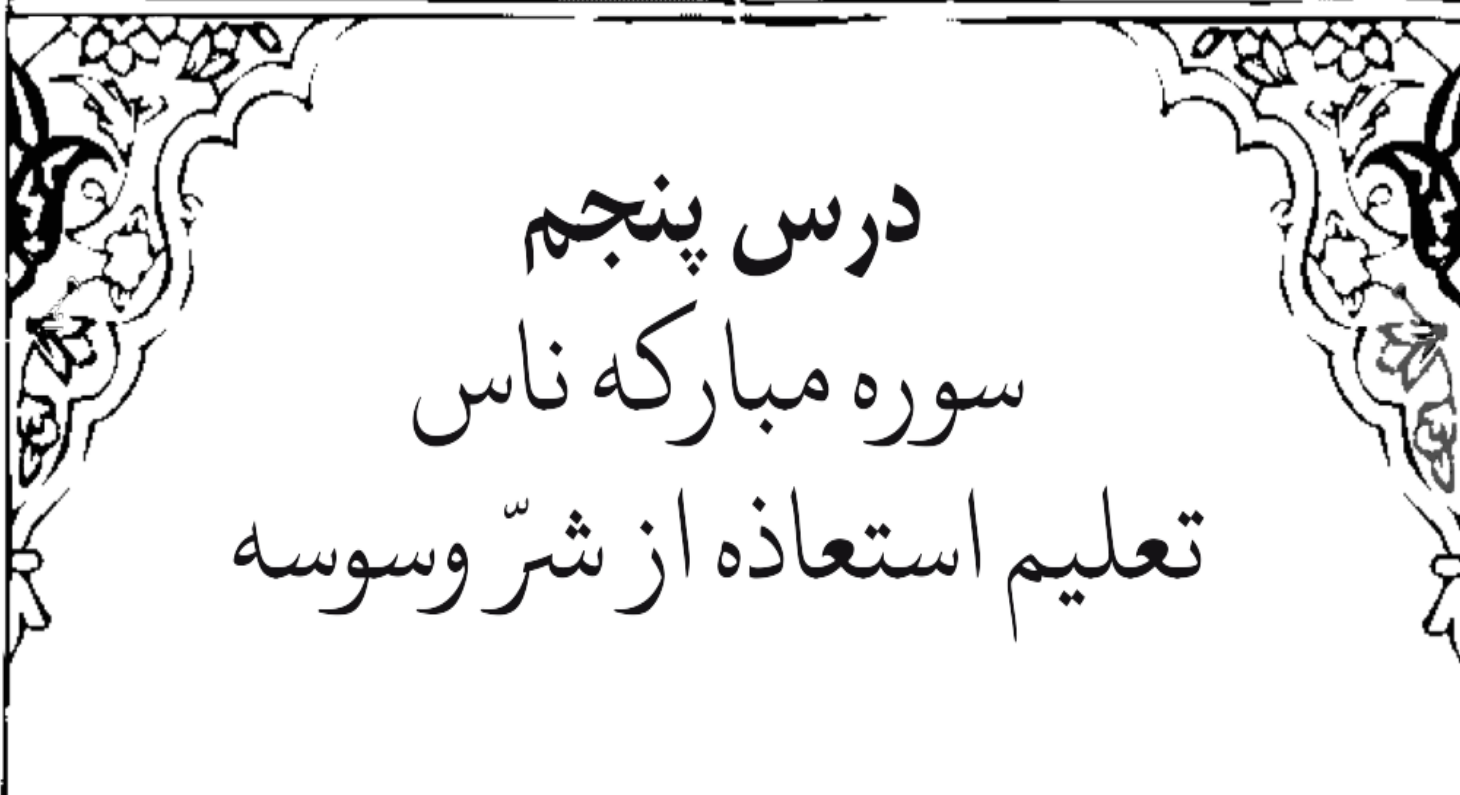 درس پنجم
سوره مبارکه ناس
تعلیم استعاذه از شرّ وسوسه